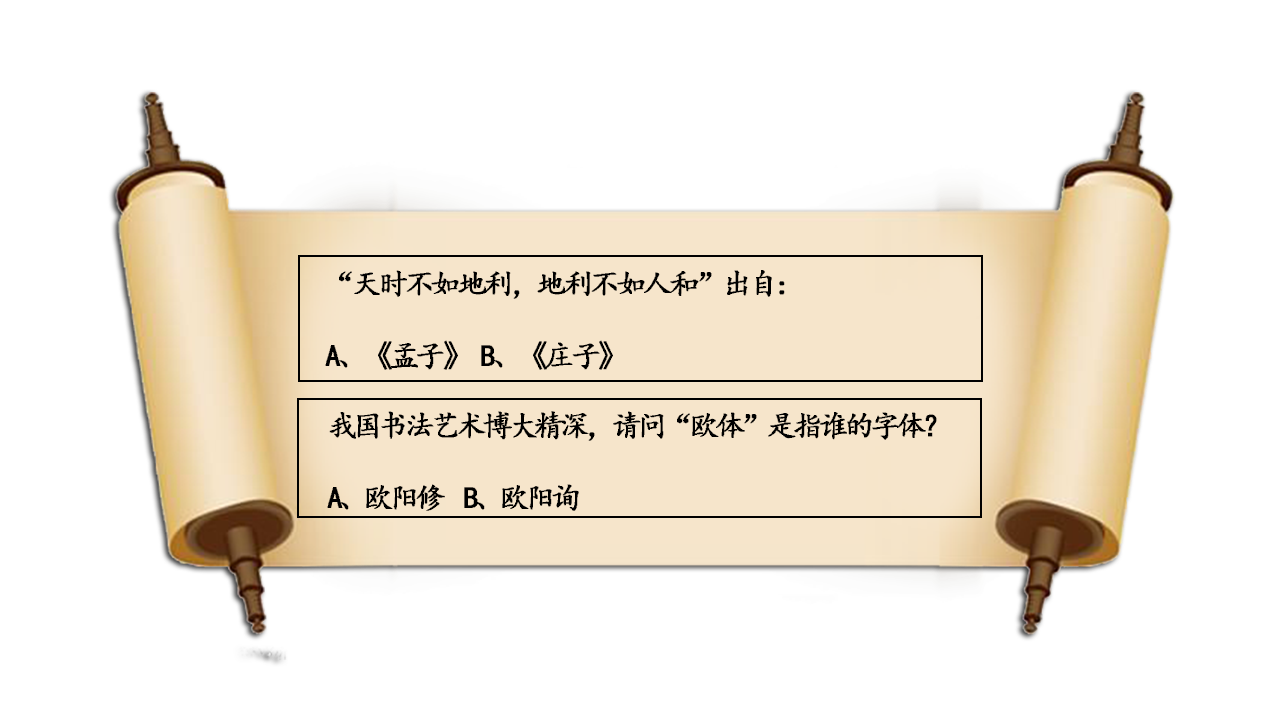 “天时不如地利，地利不如人和”出自：
A、《孟子》 B、《庄子》
我国书法艺术博大精深，请问“欧体”是指谁的字体？
A、欧阳修 B、欧阳询